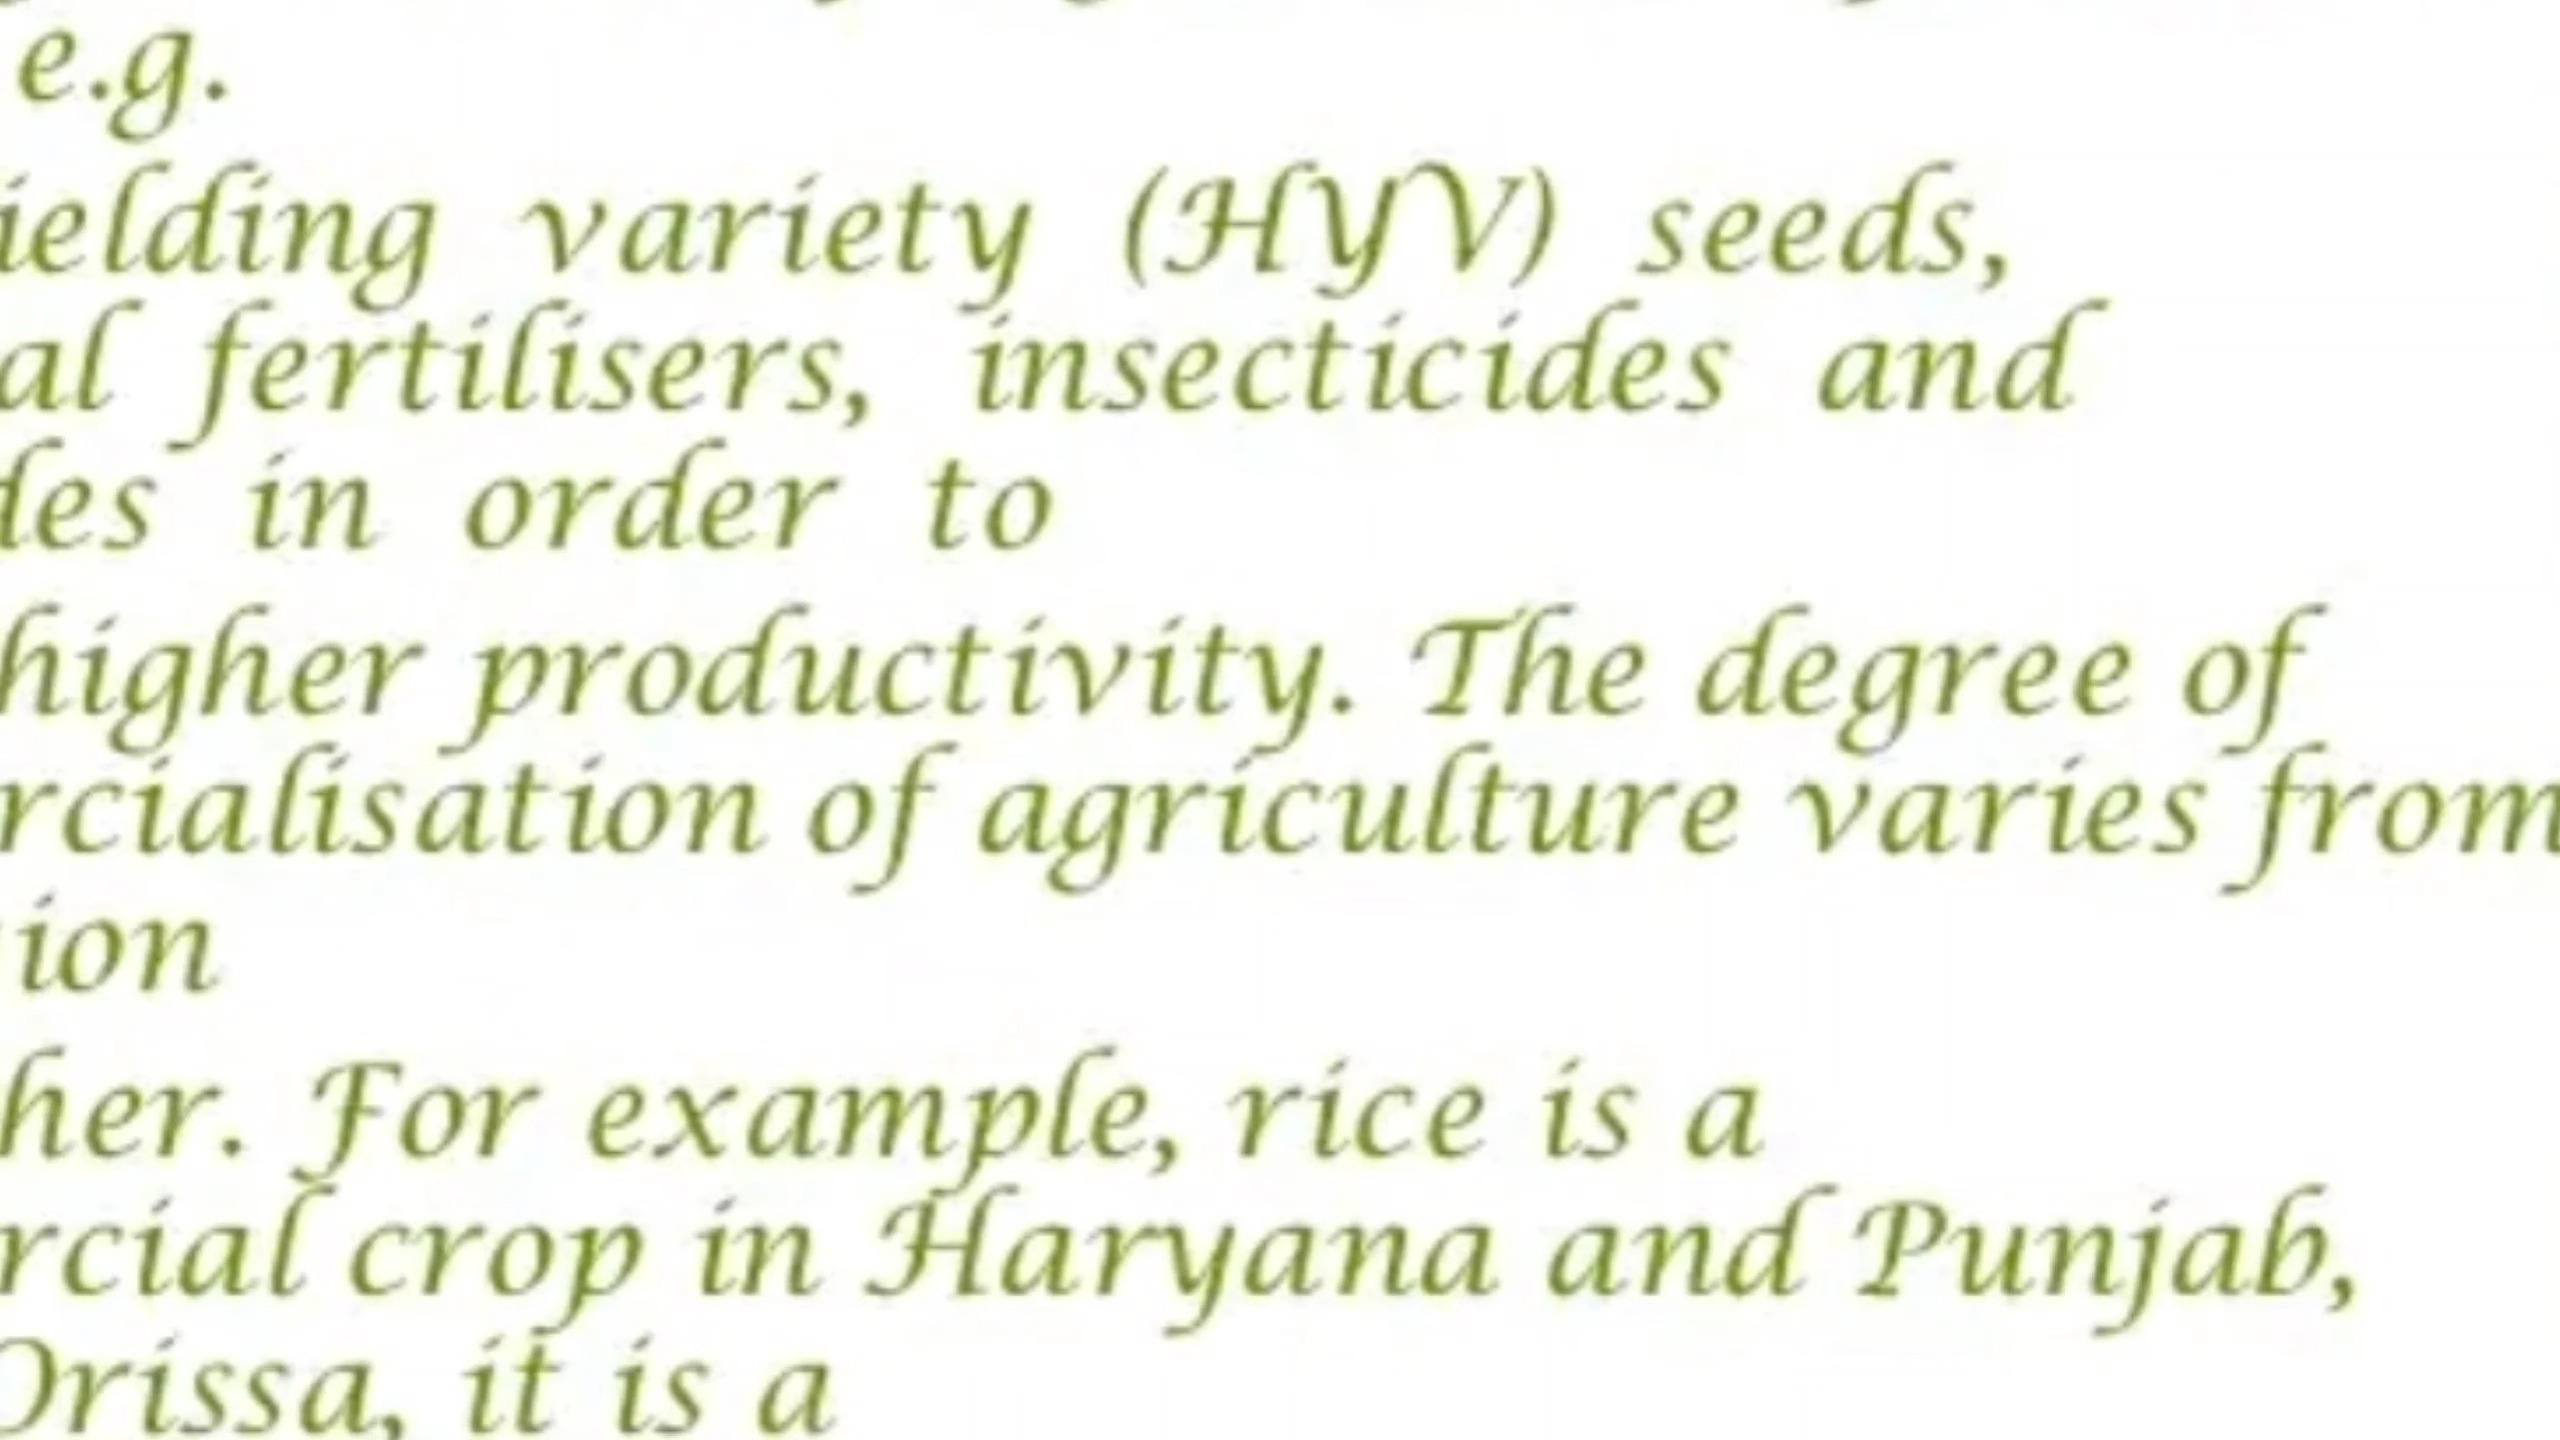 e.g.
ielding variety (HYV) seeds,
al fertilisers, insecticides and
des in order to
higher productivity. The degree of
rcialisation of agriculture varies from
ion
her. For example, rice is a
rcial crop in Haryana and Punjab,
Orissa, it is a